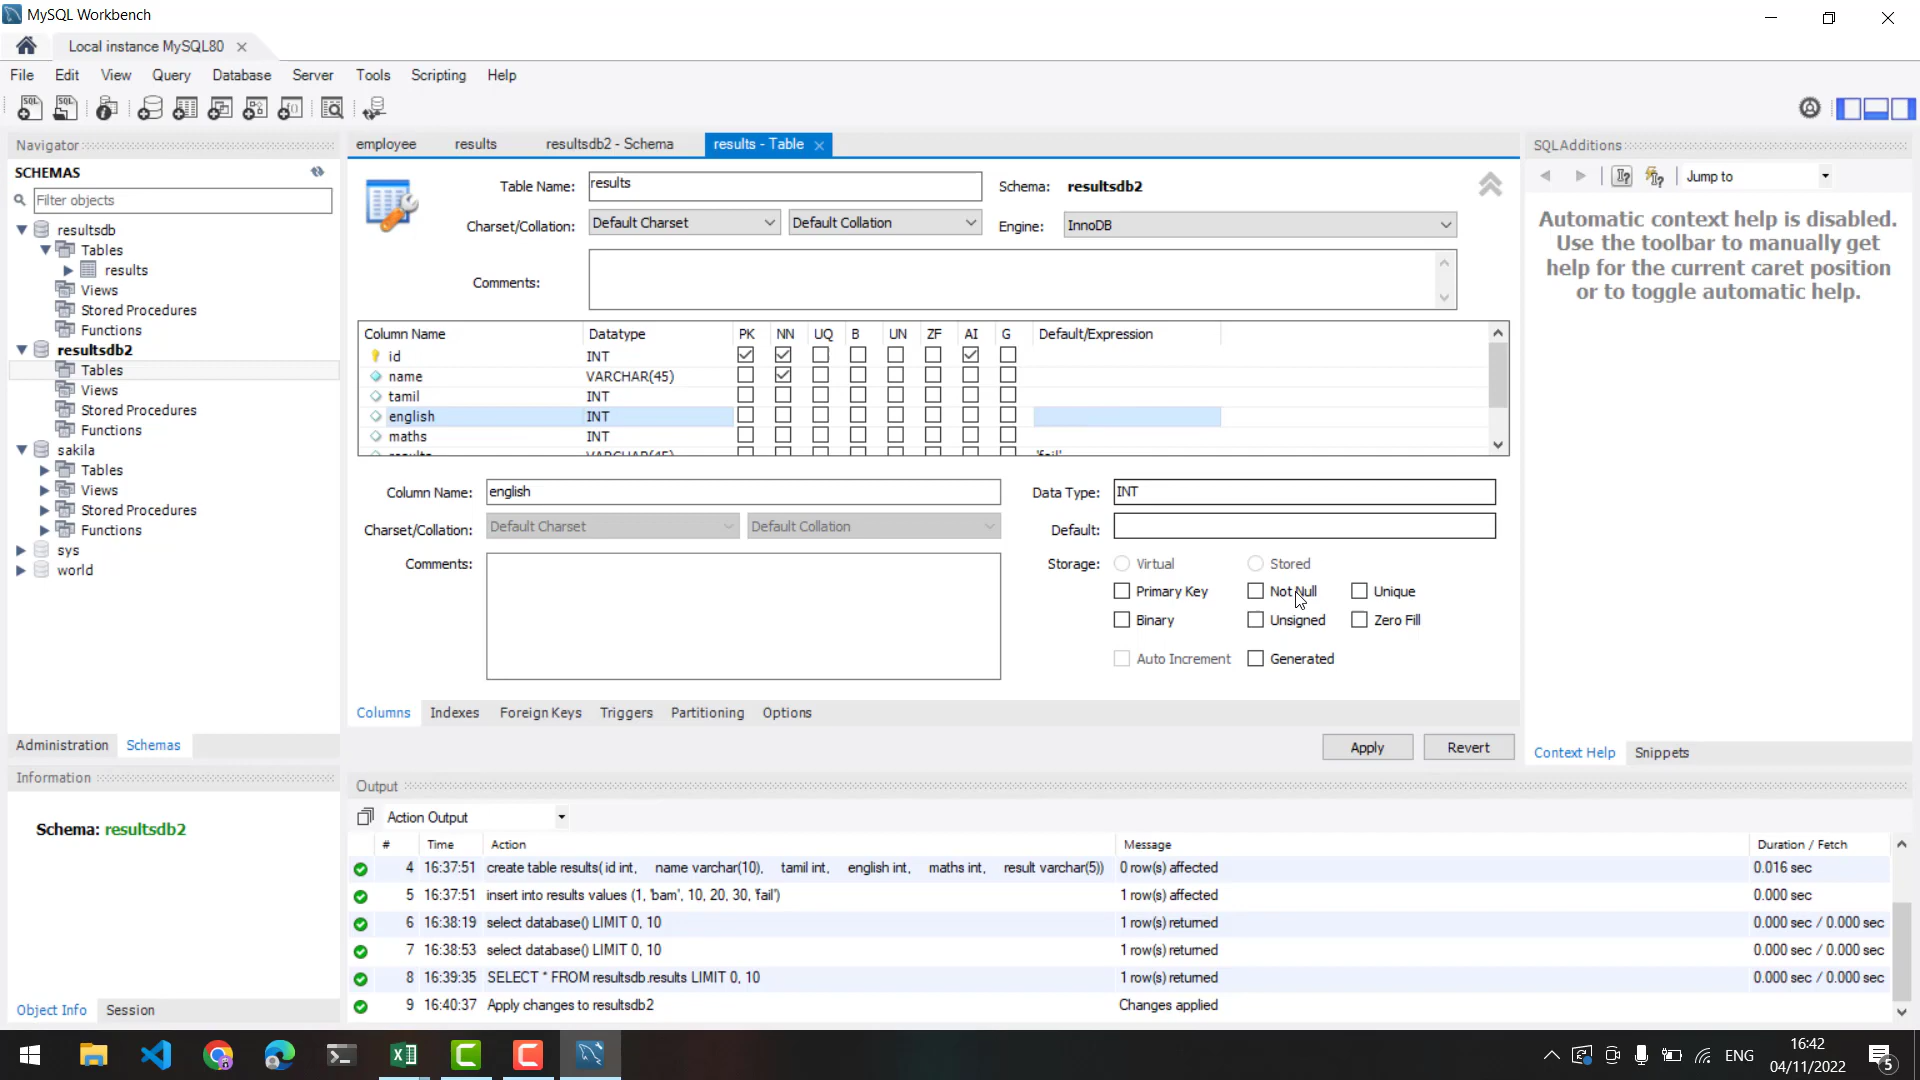 MySQL Workbench
Local instance MySQL80
File Edit View Query Database Server Tools Scripting Help
Navigator
SCHEMAS
Filter objects
resultsdb
Tables
results
Views
Stored Procedures
Functions
resultsdb2
Tables
Views
Stored Procedures
Functions
sakila
Tables
Views
Stored Procedures
Functions
sys
world
Administration Schemas
Information
Schema: resultsdb2
Object Info Session
employee results resultsdb2 - Schema results - Table
Table Name: results Schema: resultsdb2
Charset/Collation: Default Charset Default Collation Engine: InnoDB
Comments:
Column Name Datatype PK NN UQ B UN ZF AI G Default/Expression
id INT
name VARCHAR(45)
tamil INT
english INT
maths INT
results VARCHAR(45) 'fail'
Column Name: english Data Type: INT
Charset/Collation: Default Charset Default Collation Default:
Comments: Storage: Virtual Stored
Primary Key Not Null Unique
Binary Unsigned Zero Fill
Auto Increment Generated
Columns Indexes Foreign Keys Triggers Partitioning Options
Apply Revert
Output
Action Output
# Time Action Message Duration / Fetch
4 16:37:51 create table results( id int, name varchar(10), tamil int, english int, maths int, result varchar(5)) 0 row(s) affected 0.016 sec
5 16:37:51 insert into results values (1, 'bam', 10, 20, 30, 'fail') 1 row(s) affected 0.000 sec
6 16:38:19 select database() LIMIT 0, 10 1 row(s) returned 0.000 sec / 0.000 sec
7 16:38:53 select database() LIMIT 0, 10 1 row(s) returned 0.000 sec / 0.000 sec
8 16:39:35 SELECT * FROM resultsdb.results LIMIT 0, 10 1 row(s) returned 0.000 sec / 0.000 sec
9 16:40:37 Apply changes to resultsdb2 Changes applied
SQLAdditions
Jump to
Automatic context help is disabled.
Use the toolbar to manually get
help for the current caret position
or to toggle automatic help.
Context Help Snippets
ENG
16:42
04/11/2022
5